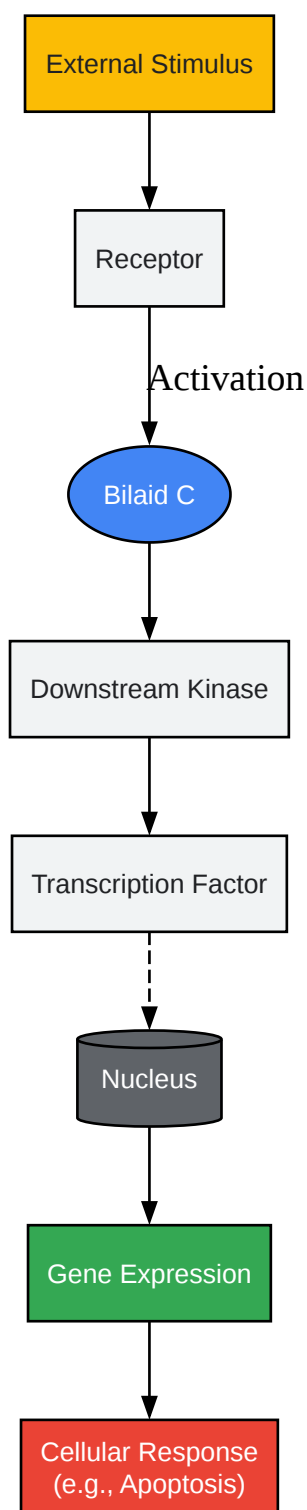 External Stimulus
Receptor
Activation
Bilaid C
Downstream Kinase
Transcription Factor
Nucleus
Gene Expression
Cellular Response
(e.g., Apoptosis)